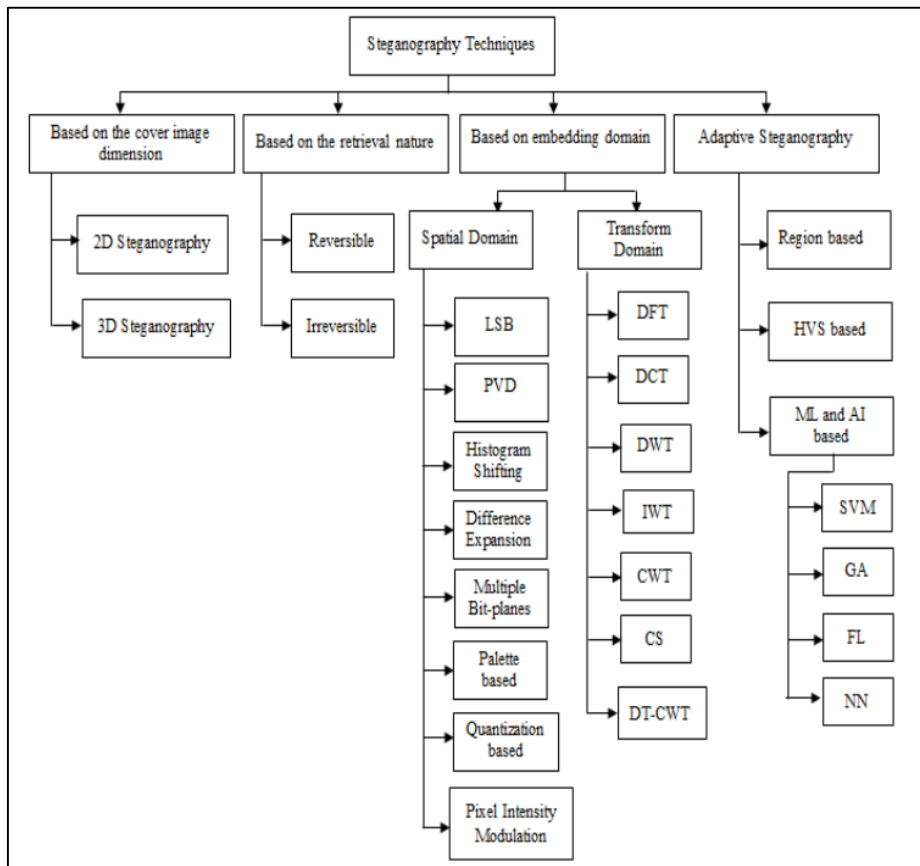 Steganography Techniques
Based on the cover image
dimension
Based on the retrieval nature
Based on embedding domain
Adaptive Steganography
2D Steganography
3D Steganography
Reversible
Irreversible
Spatial Domain
LSB
PVD
Histogram
Shifting
Difference
Expansion
Multiple
Bit-planes
Palette
based
Quantization
based
Pixel Intensity
Modulation
Transform
Domain
DFT
DCT
DWT
IWT
CWT
CS
DT-CWT
Region based
HVS based
ML and AI
based
SVM
GA
FL
NN